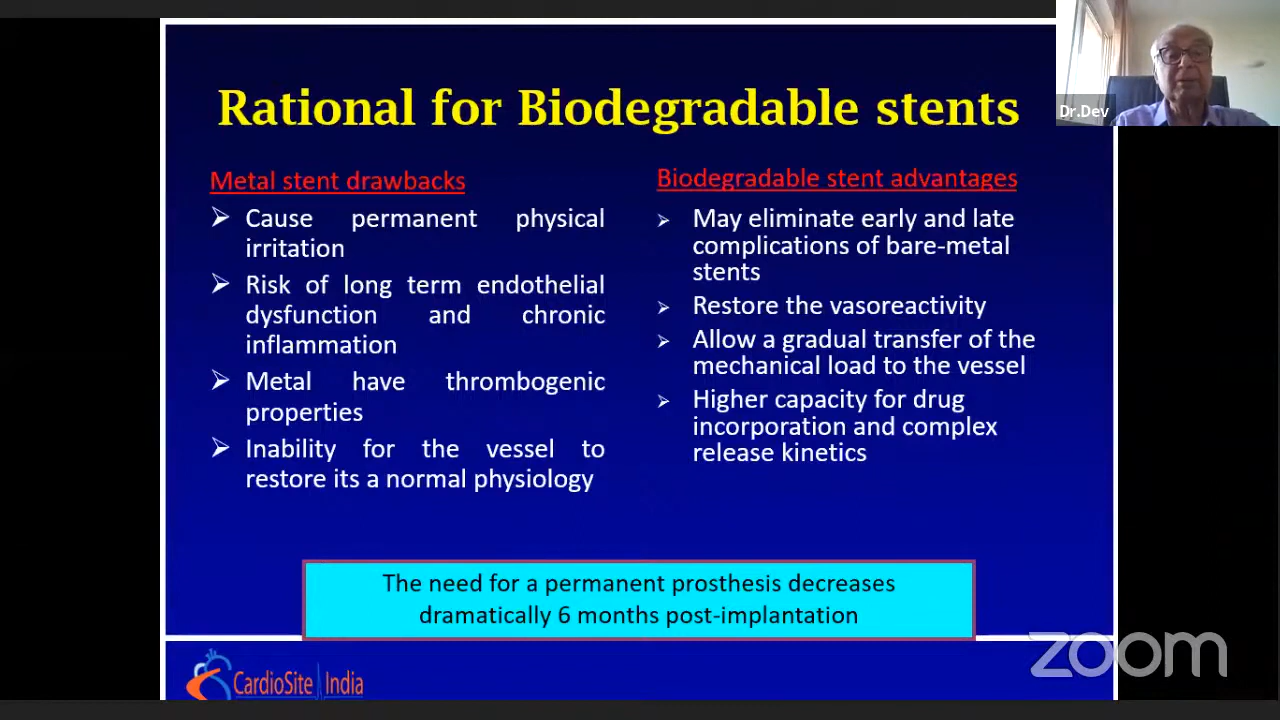 Rational for Biodegradable stents
Metal stent drawbacks
Cause permanent physical
irritation
Risk of long term endothelial
dysfunction and chronic
inflammation
Metal have thrombogenic
properties
Inability for the vessel to
restore its a normal physiology
Biodegradable stent advantages
May eliminate early and late
complications of bare-metal
stents
Restore the vasoreactivity
Allow a gradual transfer of the
mechanical load to the vessel
Higher capacity for drug
incorporation and complex
release kinetics
The need for a permanent prosthesis decreases
dramatically 6 months post-implantation
CardioSite India
Dr.Dev
zoom